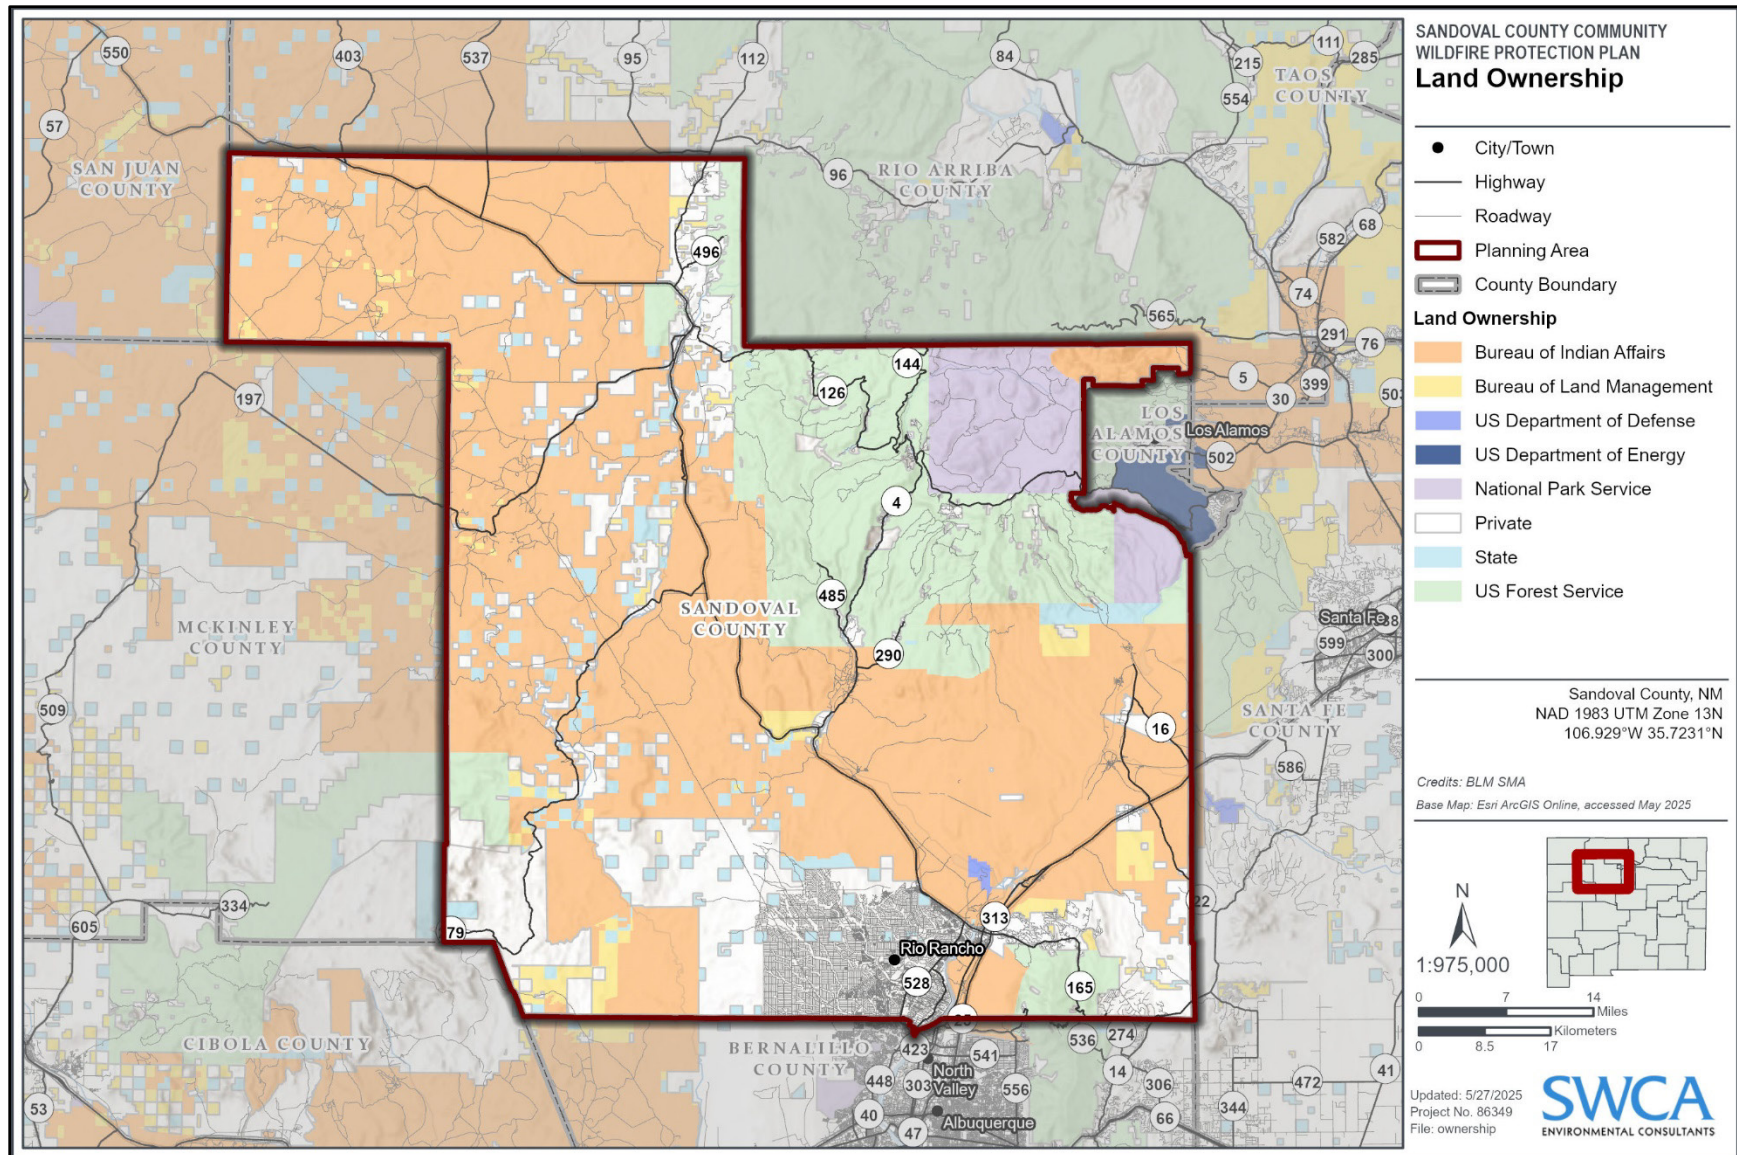 SANDOVAL COUNTY COMMUNITY
WILDFIRE PROTECTION PLAN
Land Ownership
City/Town
Highway
Roadway
Planning Area
County Boundary
Land Ownership
Bureau of Indian Affairs
Bureau of Land Management
US Department of Defense
US Department of Energy
National Park Service
Private
State
US Forest Service
Sandoval County, NM
NAD 1983 UTM Zone 13N
106.929°W 35.7231°N
Credits: BLM SMA
Base Map: Esri ArcGIS Online, accessed May 2025
N
1:975,000
0 7 14
Miles
Kilometers
0 8.5 17
Updated: 5/27/2025
Project No. 86349
File: ownership
SWCA
ENVIRONMENTAL CONSULTANTS
550
403
537
95
112
84
215
111
285
554
TAOS
COUNTY
57
SAN JUAN
COUNTY
96
RIO ARRIBA
COUNTY
68
582
496
74
565
291
76
144
126
5
399
30
503
197
LOS
ALAMOS
COUNTY
Los Alamos
502
4
485
SANDOVAL
COUNTY
MCKINLEY
COUNTY
290
Santa Fe
599
300
509
16
SANTA FE
COUNTY
586
334
605
79
313
22
Rio Rancho
528
165
25
CIBOLA COUNTY
BERNALILLO
COUNTY
423
541
536
274
North
Valley
448
303
556
14
306
472
41
53
40
47
Albuquerque
66
344